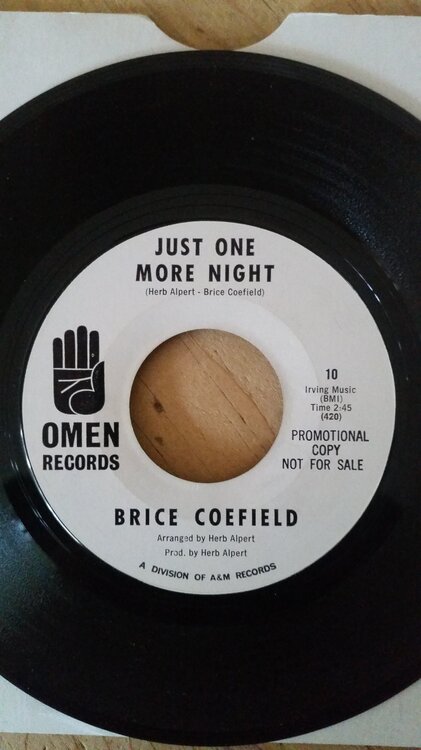 JUST ONE
MORE NIGHT
(Herb Alpert - Brice Coefield)
OMEN
RECORDS
10
Irving Music
(BMI)
Time 2:45
(420)
PROMOTIONAL
COPY
NOT FOR SALE
BRICE COEFIELD
Arranged by Herb Alpert
Prod. by Herb Alpert
A DIVISION OF A&M RECORDS